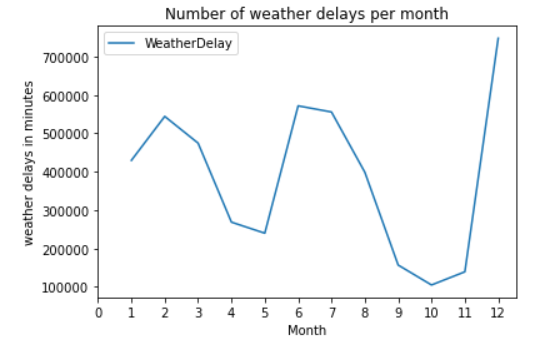 Number of weather delays per month
WeatherDelay
weather delays in minutes
700000
600000
500000
400000
300000
200000
100000
0 1 2 3 4 5 6 7 8 9 10 11 12
Month